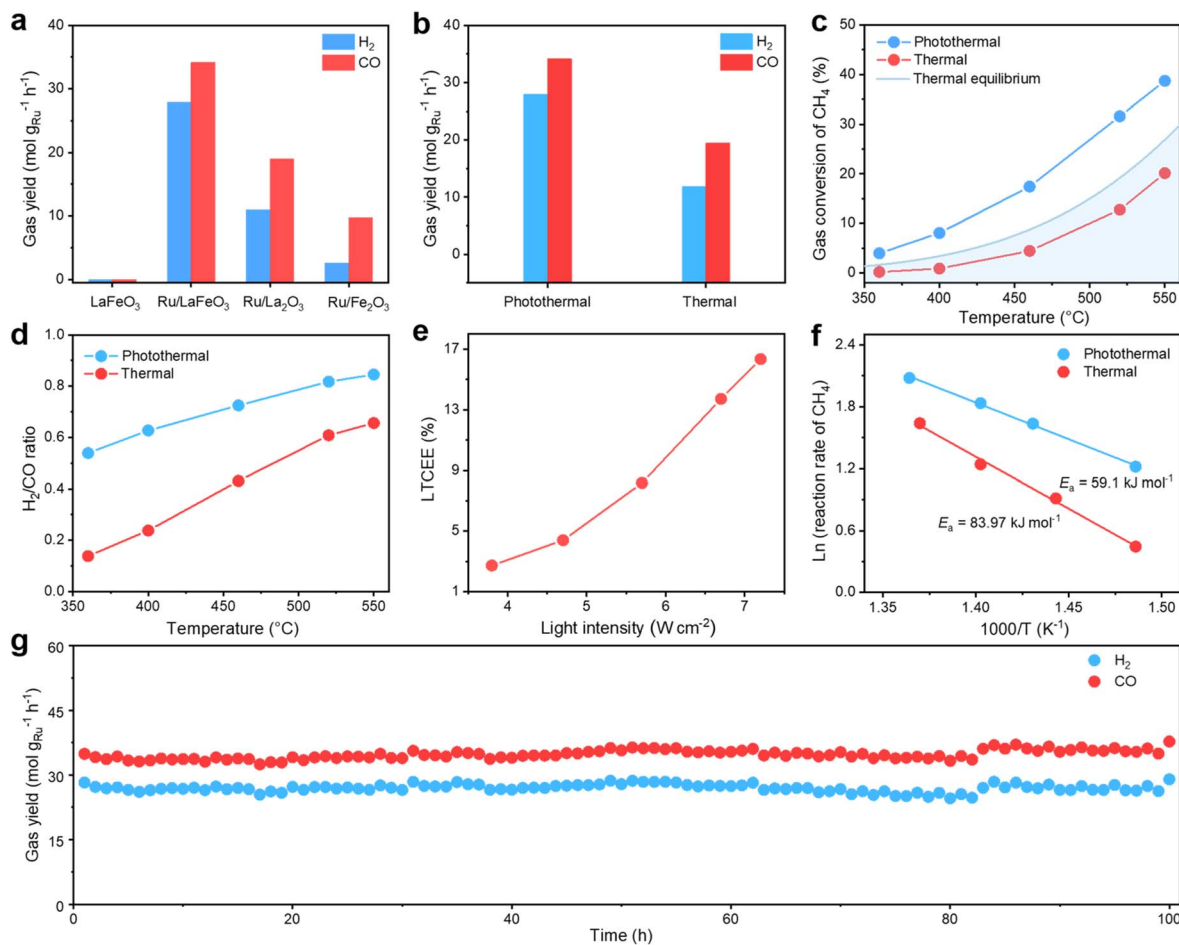 a
40
30
20
10
0
Gas yield (mol gRu⁻¹ h⁻¹)
H₂
CO
LaFeO₃ Ru/LaFeO₃ Ru/La₂O₃ Ru/Fe₂O₃
b
40
30
20
10
0
Gas yield (mol gRu⁻¹ h⁻¹)
H₂
CO
Photothermal Thermal
c
50
40
30
20
10
0
Gas conversion of CH₄ (%)
Photothermal
Thermal
Thermal equilibrium
350 400 450 500 550
Temperature (°C)
d
1.0
0.8
0.6
0.4
0.2
0.0
H₂/CO ratio
Photothermal
Thermal
350 400 450 500 550
Temperature (°C)
e
17
13
9
5
1
LTCEE (%)
4 5 6 7
Light intensity (W cm⁻²)
f
2.4
1.8
1.2
0.6
0.0
Ln (reaction rate of CH₄)
Photothermal
Thermal
Eₐ = 59.1 kJ mol⁻¹
Eₐ = 83.97 kJ mol⁻¹
1.35 1.40 1.45 1.50
1000/T (K⁻¹)
g
60
45
30
15
0
Gas yield (mol gRu⁻¹ h⁻¹)
H₂
CO
0 20 40 60 80 100
Time (h)